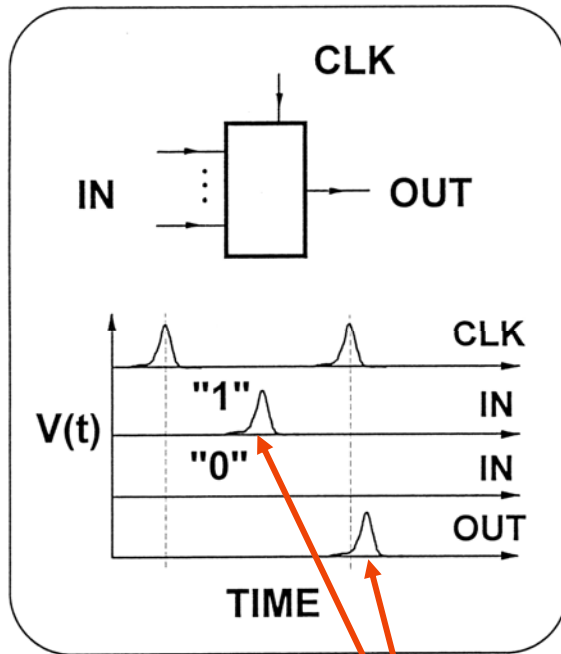 CLK
IN
OUT
CLK
"1"
IN
V(t)
"0"
IN
OUT
TIME